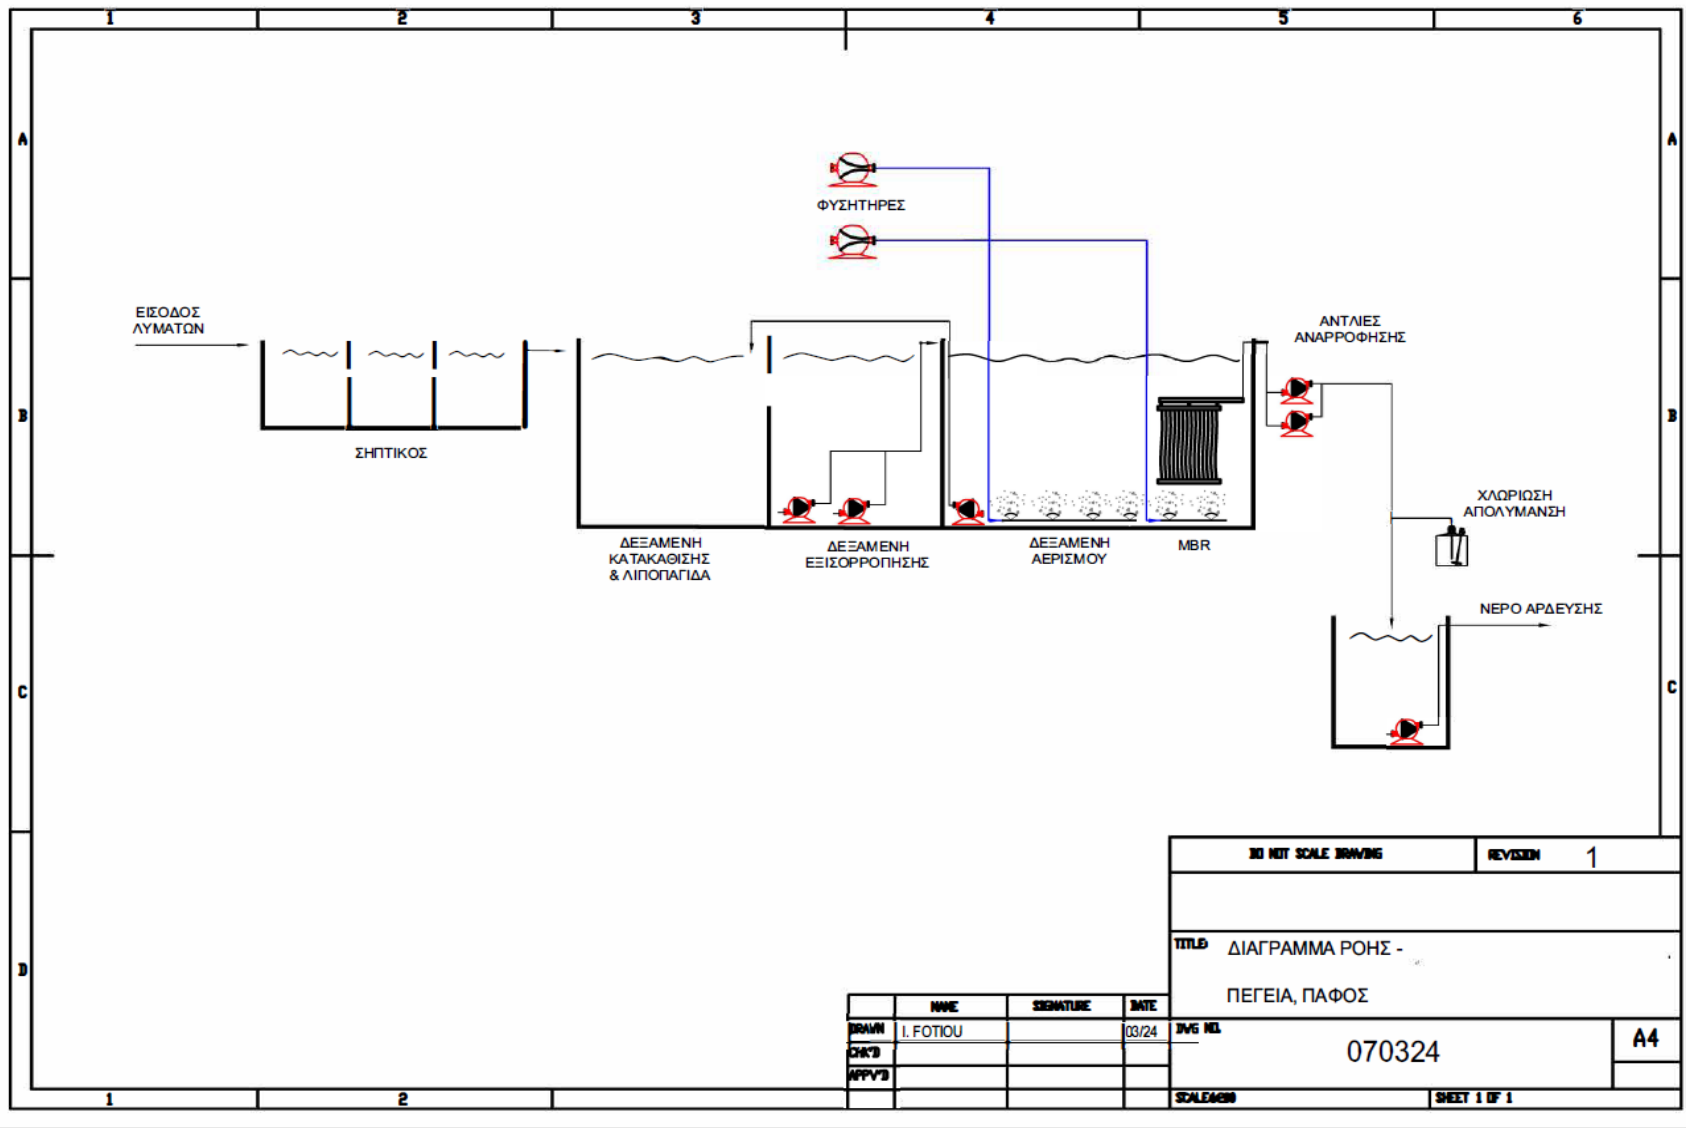 1 2 3 4 5 6
A A
ΦΥΣΗΤΗΡΕΣ
ΕΙΣΟΔΟΣ
ΛΥΜΑΤΩΝ
ΑΝΤΛΙΕΣ
ΑΝΑΡΡΟΦΗΣΗΣ
B B
ΣΗΠΤΙΚΟΣ
ΧΛΩΡΙΩΣΗ
ΑΠΟΛΥΜΑΝΣΗ
ΔΕΞΑΜΕΝΗ
ΚΑΤΑΚΑΘΙΣΗΣ
& ΛΙΠΟΠΑΓΙΔΑ
ΔΕΞΑΜΕΝΗ
ΕΞΙΣΟΡΡΟΠΗΣΗΣ
ΔΕΞΑΜΕΝΗ
ΑΕΡΙΣΜΟΥ
MBR
ΝΕΡΟ ΑΡΔΕΥΣΗΣ
C C
DO NOT SCALE DRAWING
REVISION 1
TITLE: ΔΙΑΓΡΑΜΜΑ ΡΟΗΣ -
ΠΕΓΕΙΑ, ΠΑΦΟΣ
D
NAME SIGNATURE DATE
DRAWN I. FOTIOU 03/24
CHK'D
APPV'D
DWG NO.
070324
A4
SHEET 1 OF 1
1 2